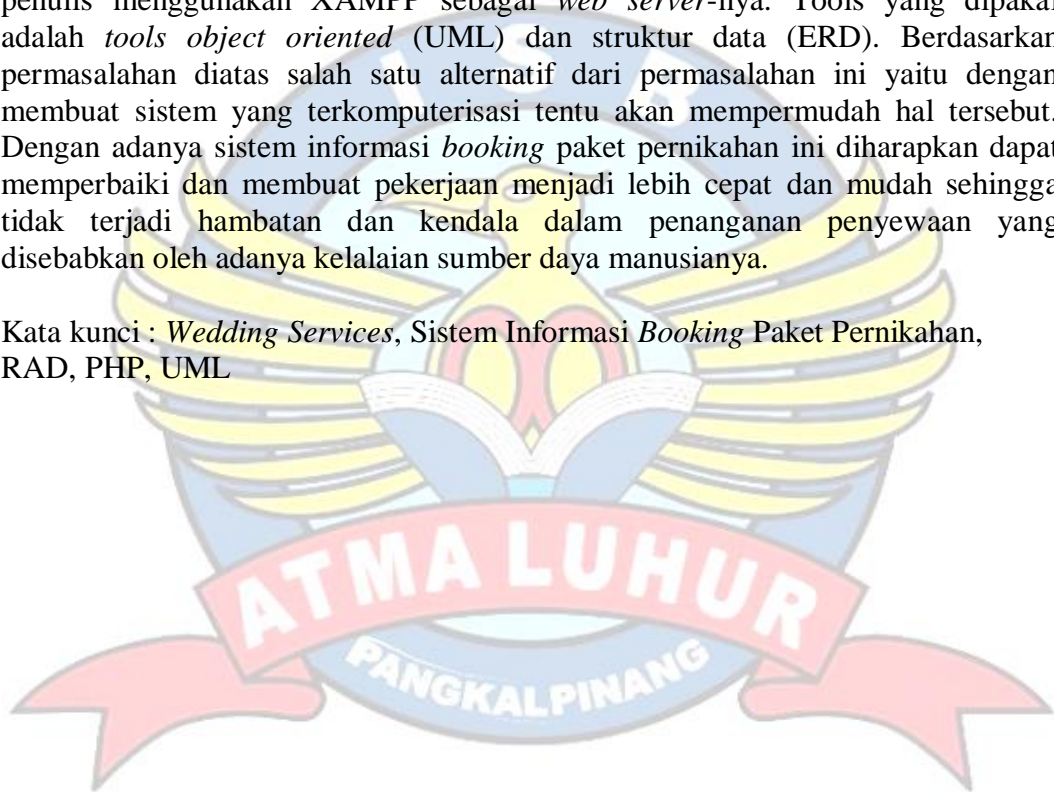 penulis menggunakan XAMPP sebagai web server-nya. Tools yang dipakai
adalah tools object oriented (UML) dan struktur data (ERD). Berdasarkan
permasalahan diatas salah satu alternatif dari permasalahan ini yaitu dengan
membuat sistem yang terkomputerisasi tentu akan mempermudah hal tersebut.
Dengan adanya sistem informasi booking paket pernikahan ini diharapkan dapat
memperbaiki dan membuat pekerjaan menjadi lebih cepat dan mudah sehingga
tidak terjadi hambatan dan kendala dalam penanganan penyewaan yang
disebabkan oleh adanya kelalaian sumber daya manusianya.
Kata kunci : Wedding Services, Sistem Informasi Booking Paket Pernikahan,
RAD, PHP, UML
ISB
ATMA LUHUR
PANGKALPINANG